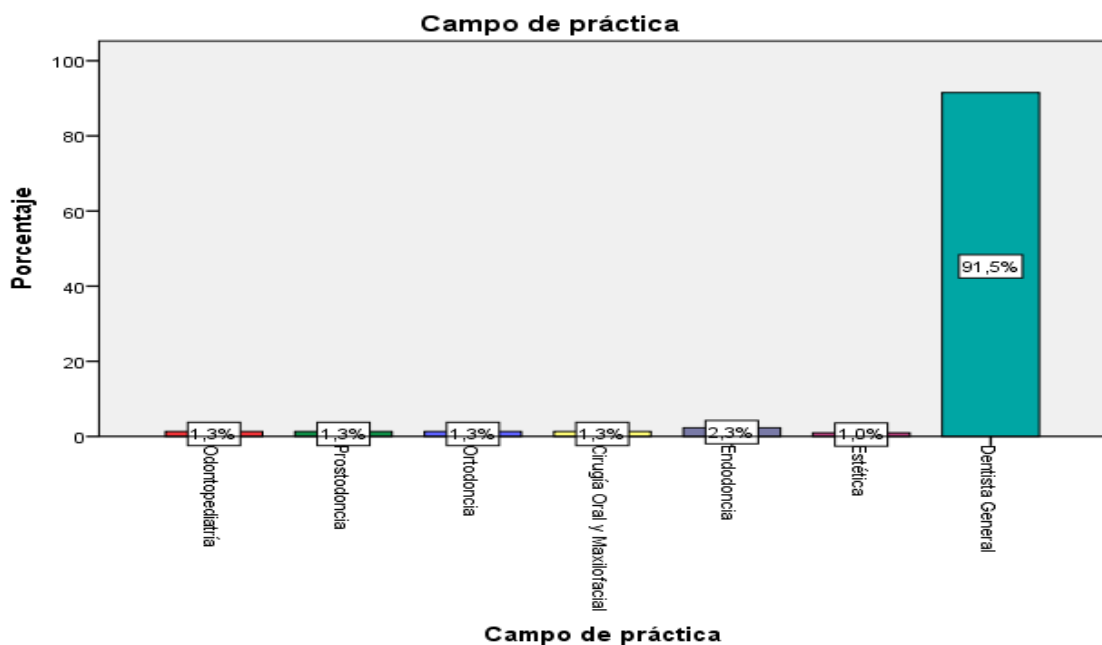 Campo de práctica
Porcentaje
100
80
60
40
20
0
1,3%
1,3%
1,3%
1,3%
2,3%
1,0%
91,5%
Odontopediatría
Prostodoncia
Ortodoncia
Cirugía Oral y Maxilofacial
Endodoncia
Estética
Dentista General
Campo de práctica